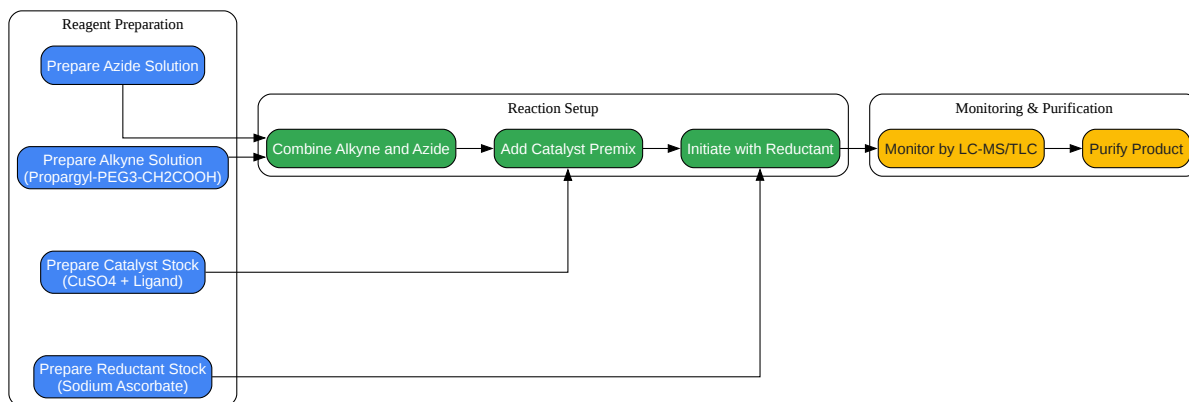 Reagent Preparation
Prepare Azide Solution
Prepare Alkyne Solution
(Propargyl-PEG3-CH2COOH)
Prepare Catalyst Stock
(CuSO4 + Ligand)
Prepare Reductant Stock
(Sodium Ascorbate)
Reaction Setup
Combine Alkyne and Azide
Add Catalyst Premix
Initiate with Reductant
Monitoring & Purification
Monitor by LC-MS/TLC
Purify Product